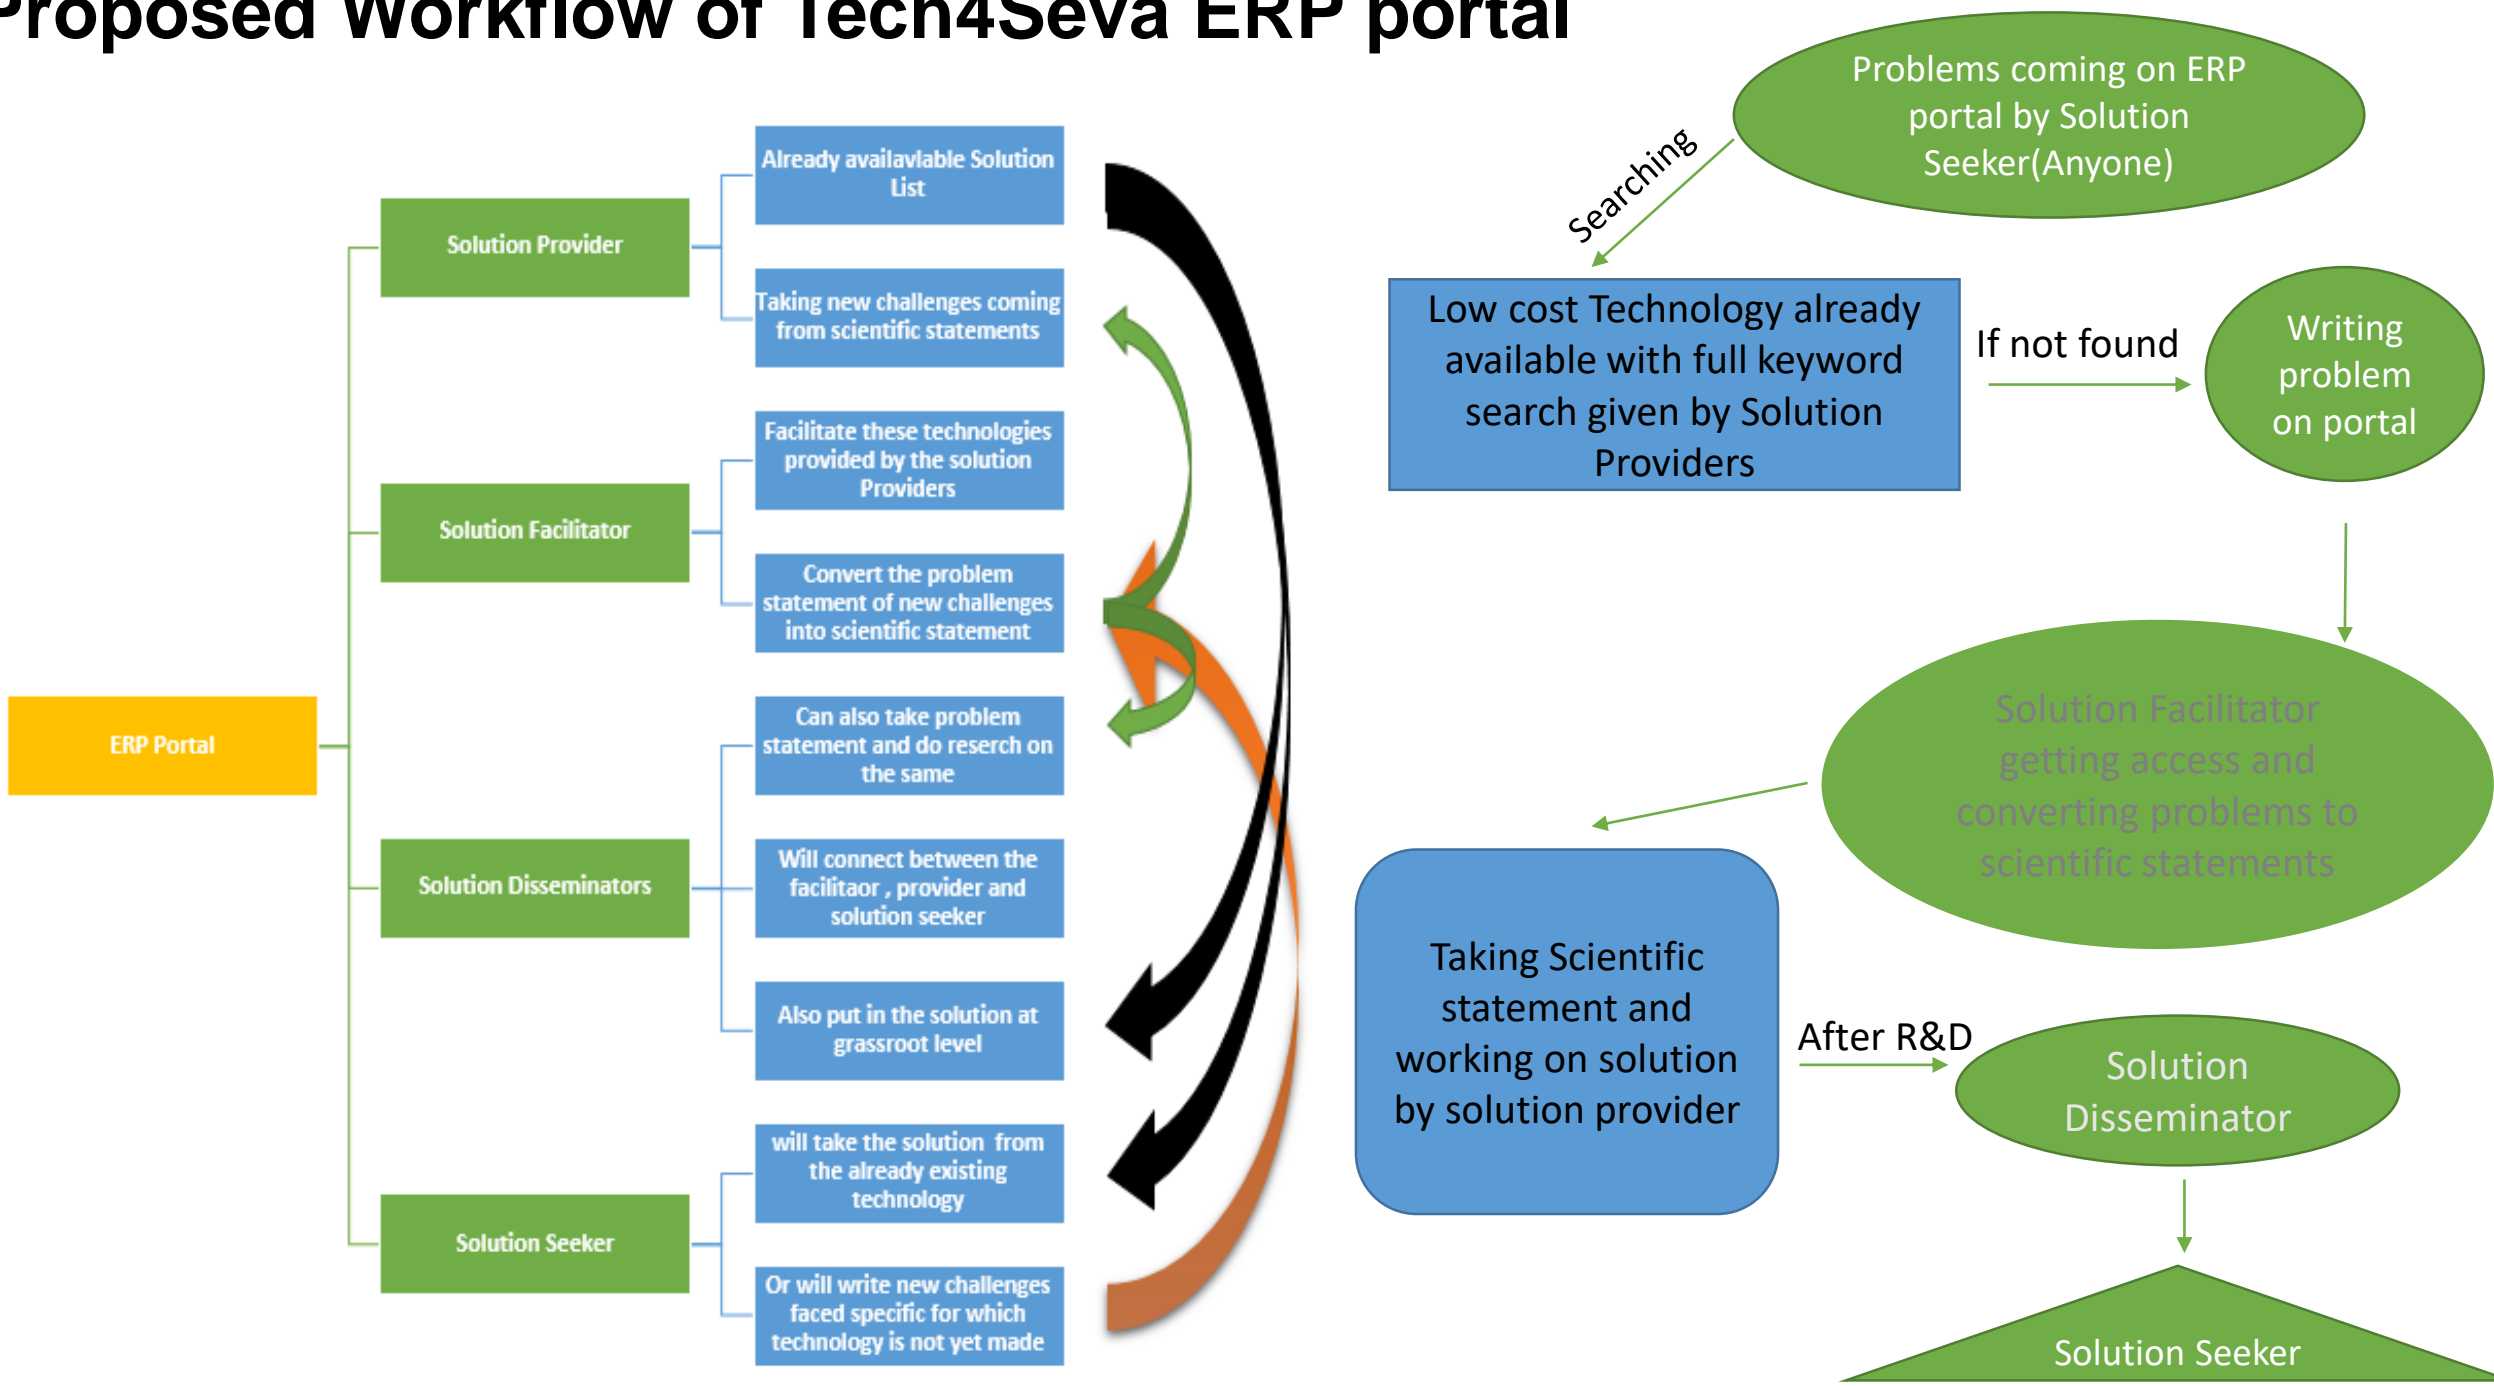 Proposed Workflow of Tech4Seva ERP portal
Already availavlable Solution
List
Solution Provider
Taking new challenges coming
from scientific statements
Facilitate these technologies
provided by the solution
Providers
Solution Facilitator
Convert the problem
statement of new challenges
into scientific statement
ERP Portal
Can also take problem
statement and do reserch on
the same
Solution Disseminators
Will connect between the
facilitaor , provider and
solution seeker
Also put in the solution at
grassroot level
will take the solution from
the already existing
technology
Solution Seeker
Or will write new challenges
faced specific for which
technology is not yet made
Problems coming on ERP
portal by Solution
Seeker(Anyone)
Searching
Low cost Technology already
available with full keyword
search given by Solution
Providers
If not found
Writing
problem
on portal
Solution Facilitator
getting access and
converting problems to
scientific statements
Taking Scientific
statement and
working on solution
by solution provider
After R&D
Solution
Disseminator
Solution Seeker